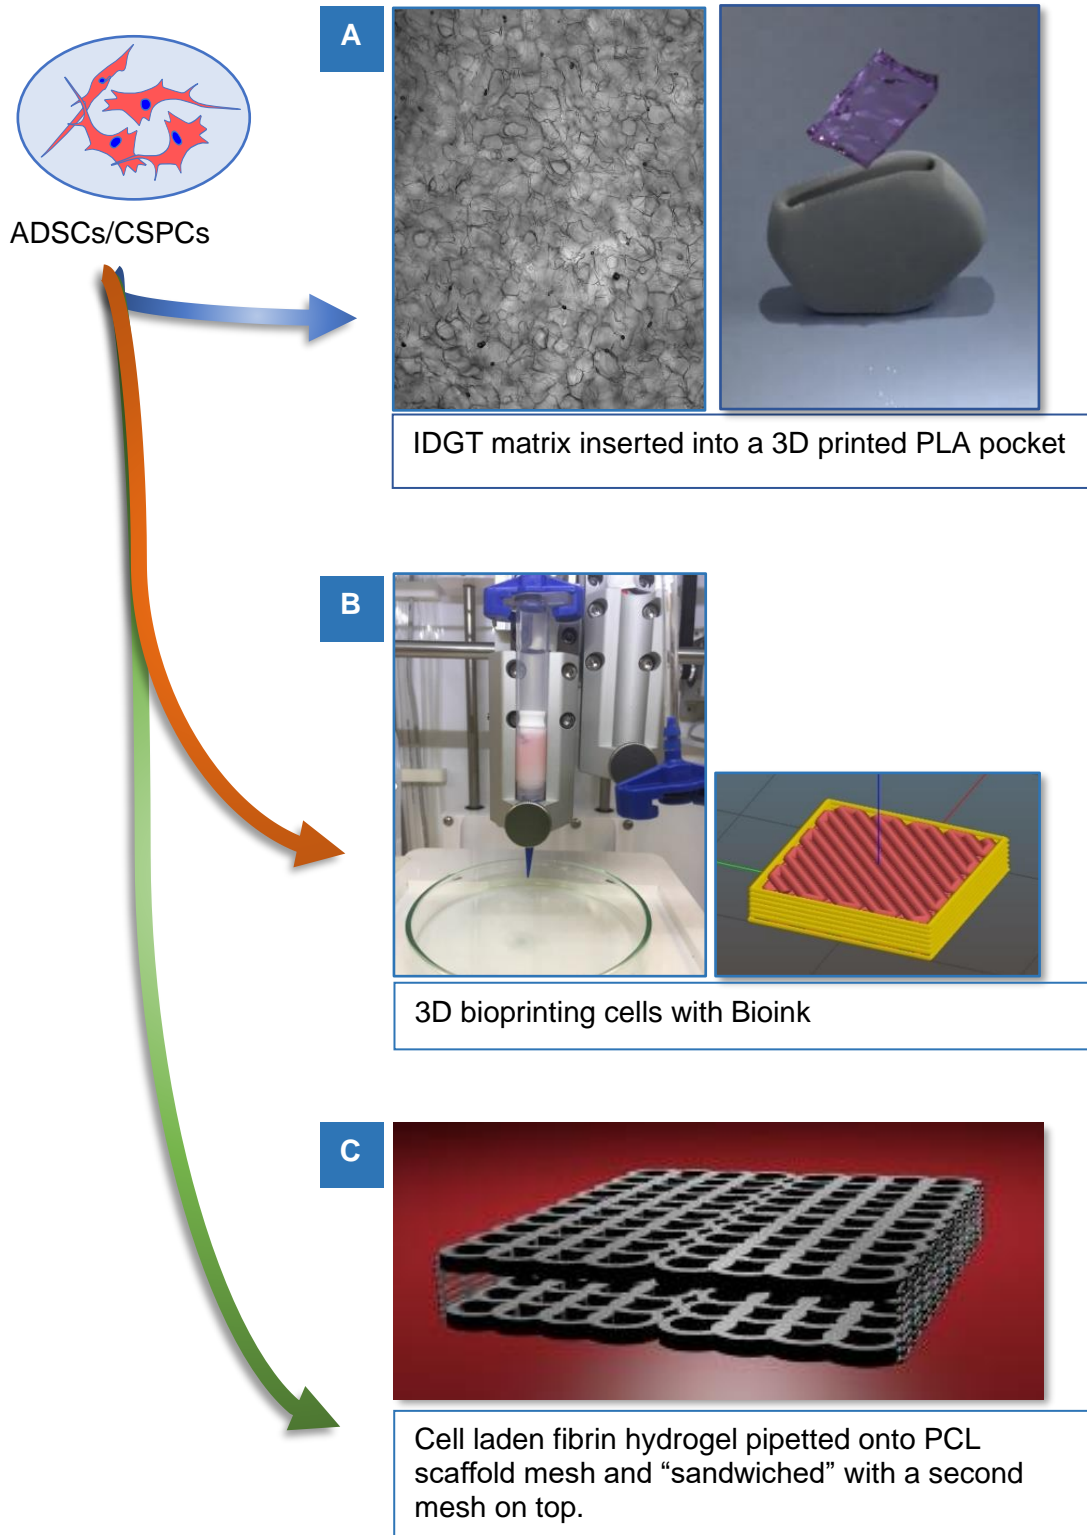 A
ADSCs/CSPCs
IDGT matrix inserted into a 3D printed PLA pocket
B
3D bioprinting cells with Bioink
C
Cell laden fibrin hydrogel pipetted onto PCL
scaffold mesh and “sandwiched” with a second
mesh on top.